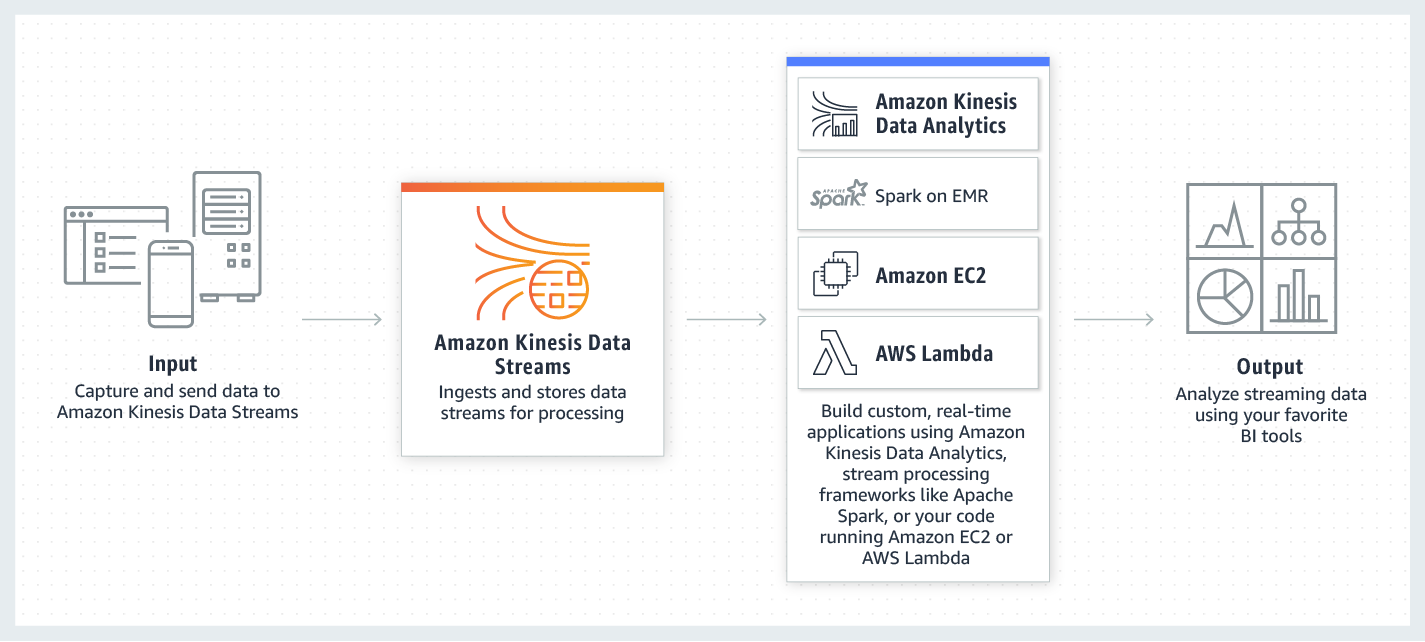 Input
Capture and send data to
Amazon Kinesis Data Streams
Amazon Kinesis Data
Streams
Ingests and stores data
streams for processing
Amazon Kinesis
Data Analytics
APACHE
Spark
Spark on EMR
Amazon EC2
AWS Lambda
Build custom, real-time
applications using Amazon
Kinesis Data Analytics,
stream processing
frameworks like Apache
Spark, or your code
running Amazon EC2 or
AWS Lambda
Output
Analyze streaming data
using your favorite
BI tools